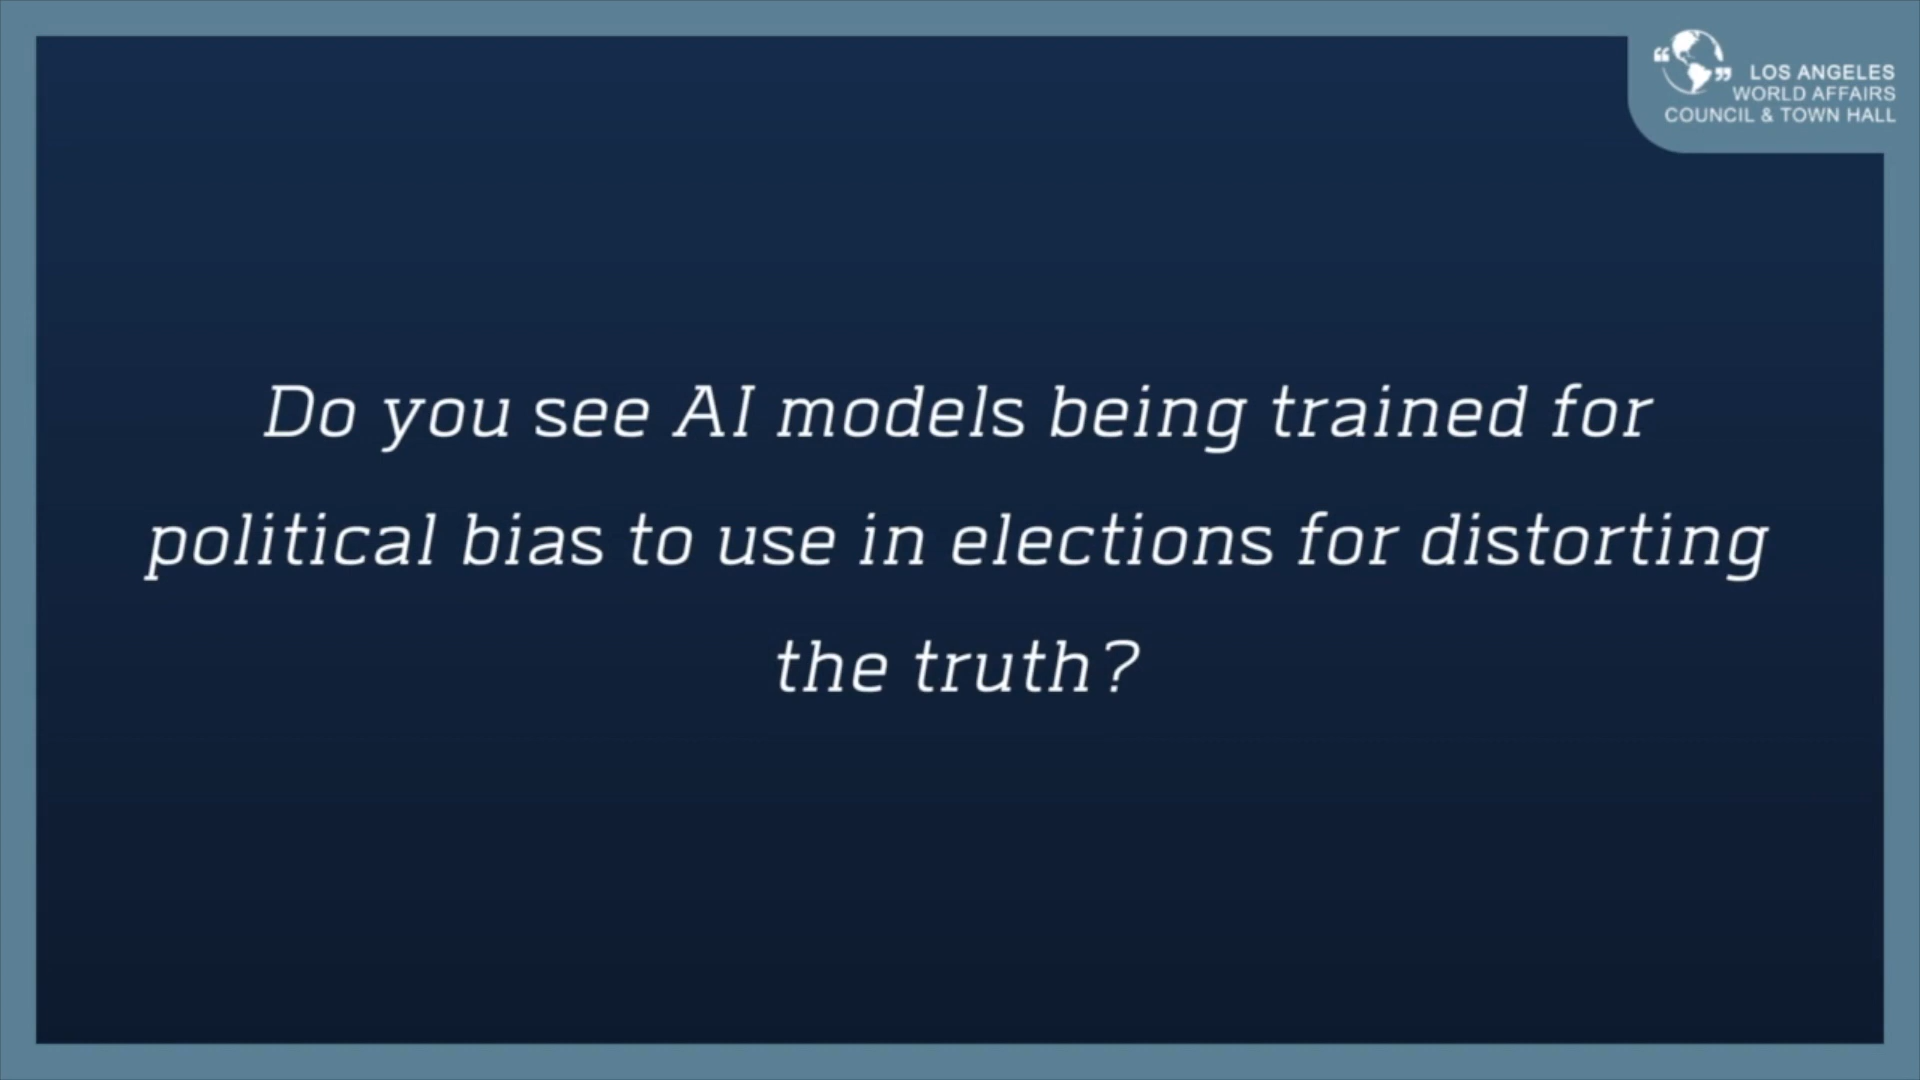 LOS ANGELES
WORLD AFFAIRS
COUNCIL & TOWN HALL
Do you see AI models being trained for
political bias to use in elections for distorting
the truth?